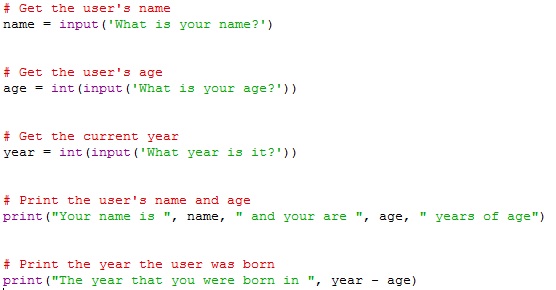 # Get the user's name
name = input('What is your name?')
# Get the user's age
age = int(input('What is your age?'))
# Get the current year
year = int(input('What year is it?'))
# Print the user's name and age
print("Your name is ", name, " and your are ", age, " years of age")
# Print the year the user was born
print("The year that you were born in ", year - age)